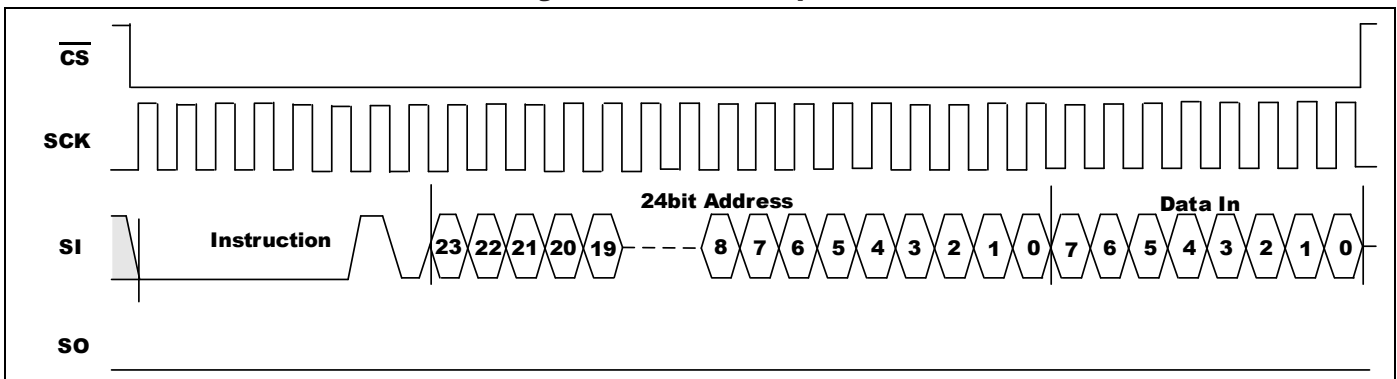 CS
SCK
24bit Address
Data In
SI
Instruction
23 22 21 20 19 8 7 6 5 4 3 2 1 0 7 6 5 4 3 2 1 0
SO